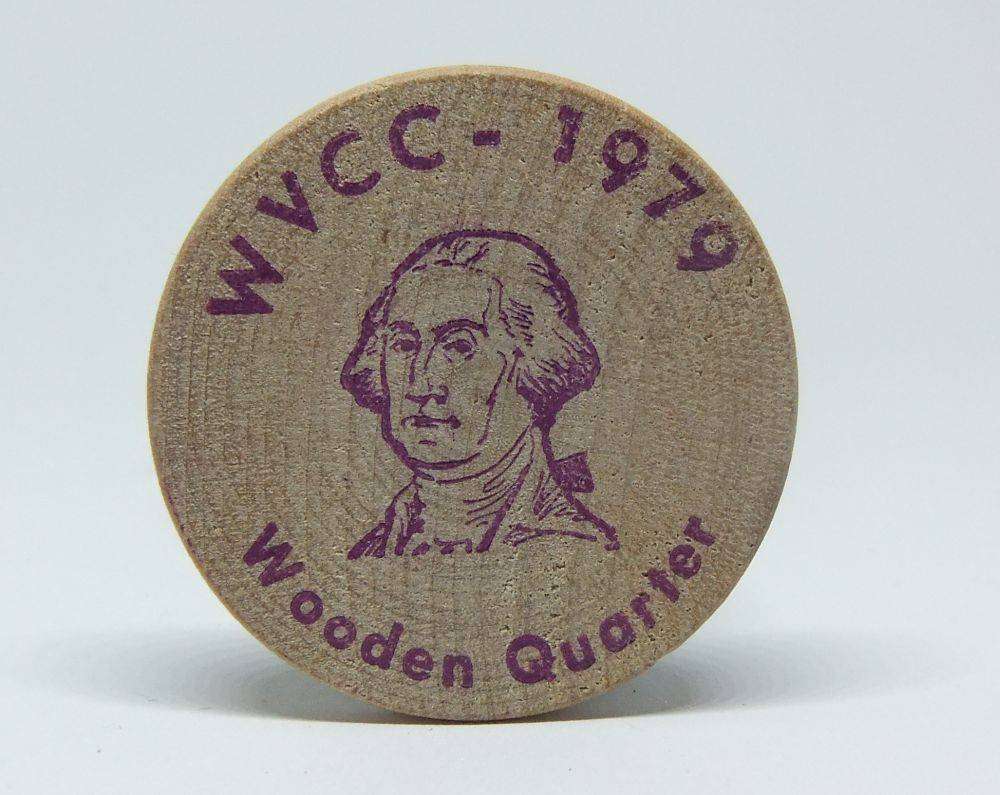 WVCC - 1979
Wooden Quarter